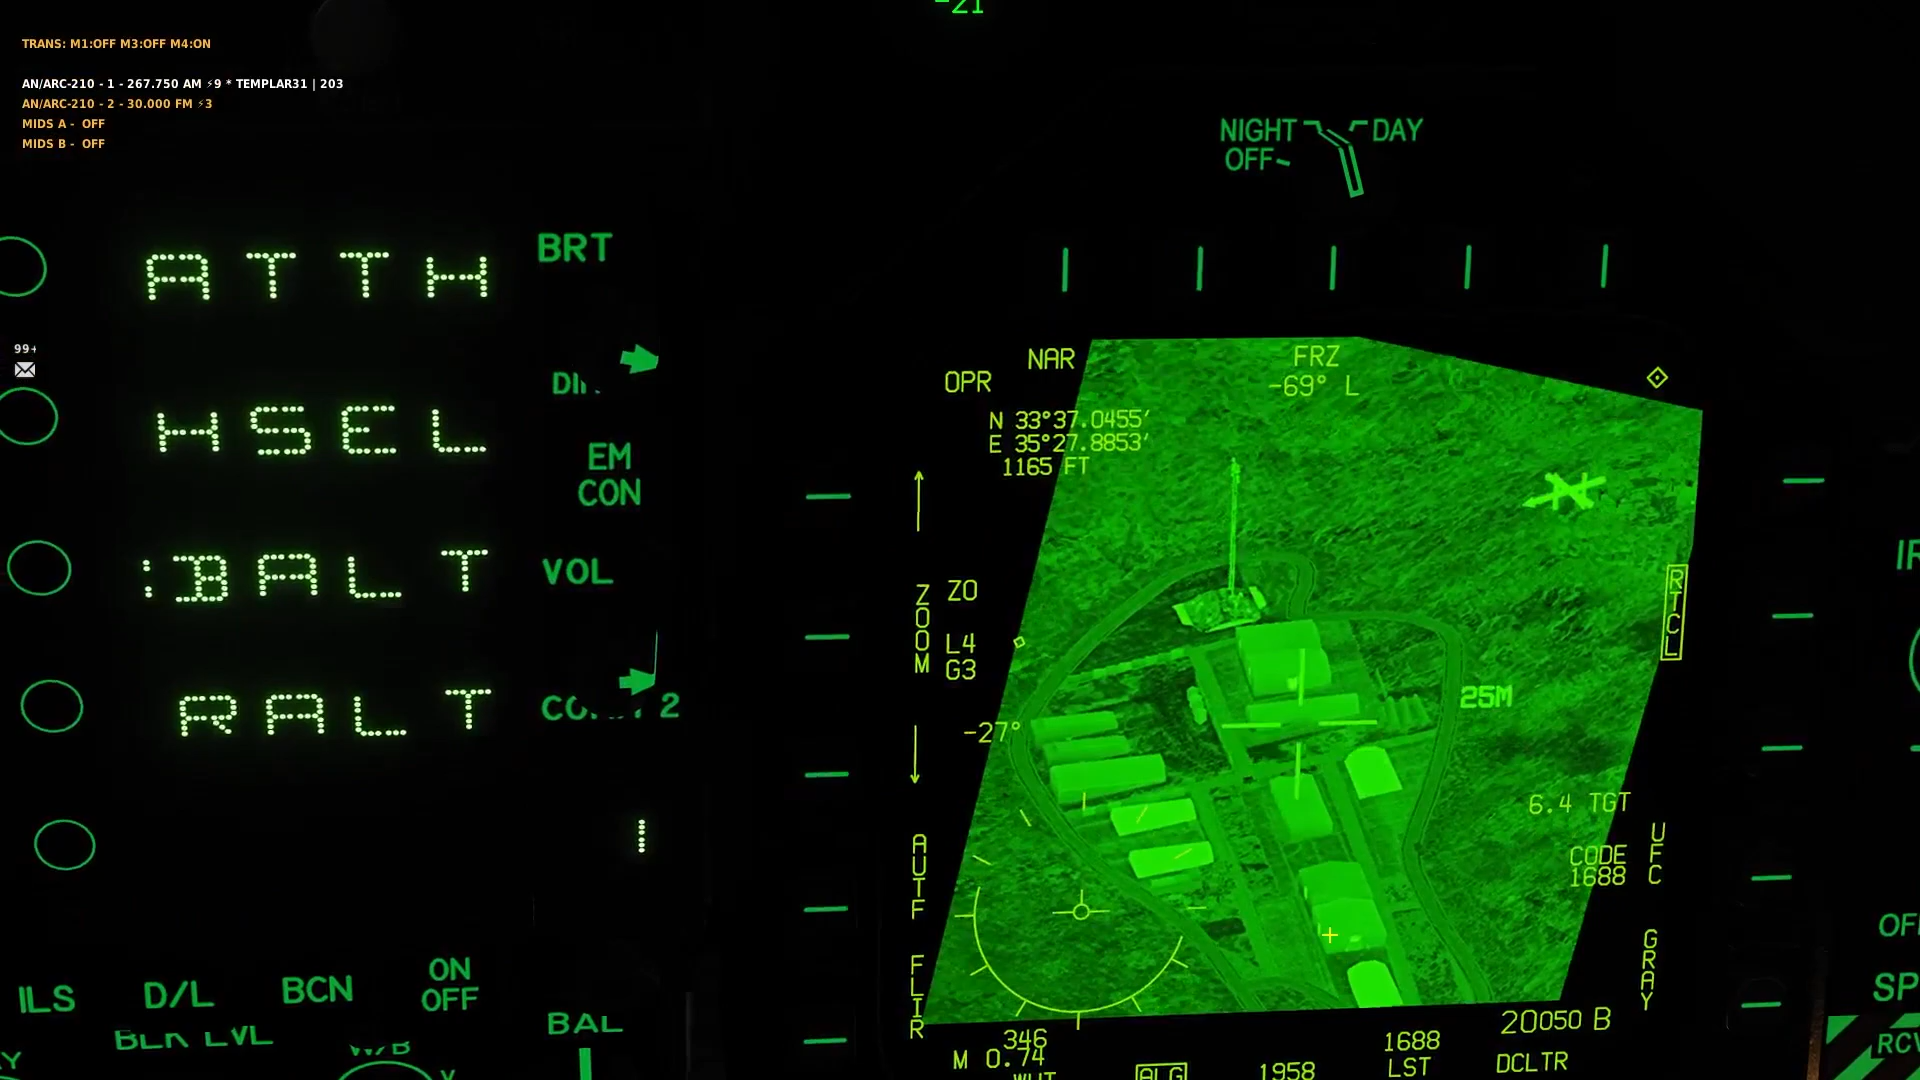 -21
TRANS: M1:OFF M3:OFF M4:ON
AN/ARC-210 - 1 - 267.750 AM ⚡9 * TEMPLAR31 | 203
AN/ARC-210 - 2 - 30.000 FM ⚡3
MIDS A - OFF
MIDS B - OFF
NIGHT DAY
OFF
ATTH
BRT
99+
HSEL
EM
CON
:BALT
VOL
RALT
2
ILS
D/L
BCN
ON
OFF
BAL
NAR
OPR
FRZ
-69° L
N 33°37.0455′
E 35°27.8853′
1165 FT
ZOOM
Z0
L4
G3
RTCL
25M
-27°
6.4 TGT
CODE
1688
UFC
AUTF
FLIR
GRAY
346
M 0.74
ALG
1958
1688
LST
20050 B
DCLTR